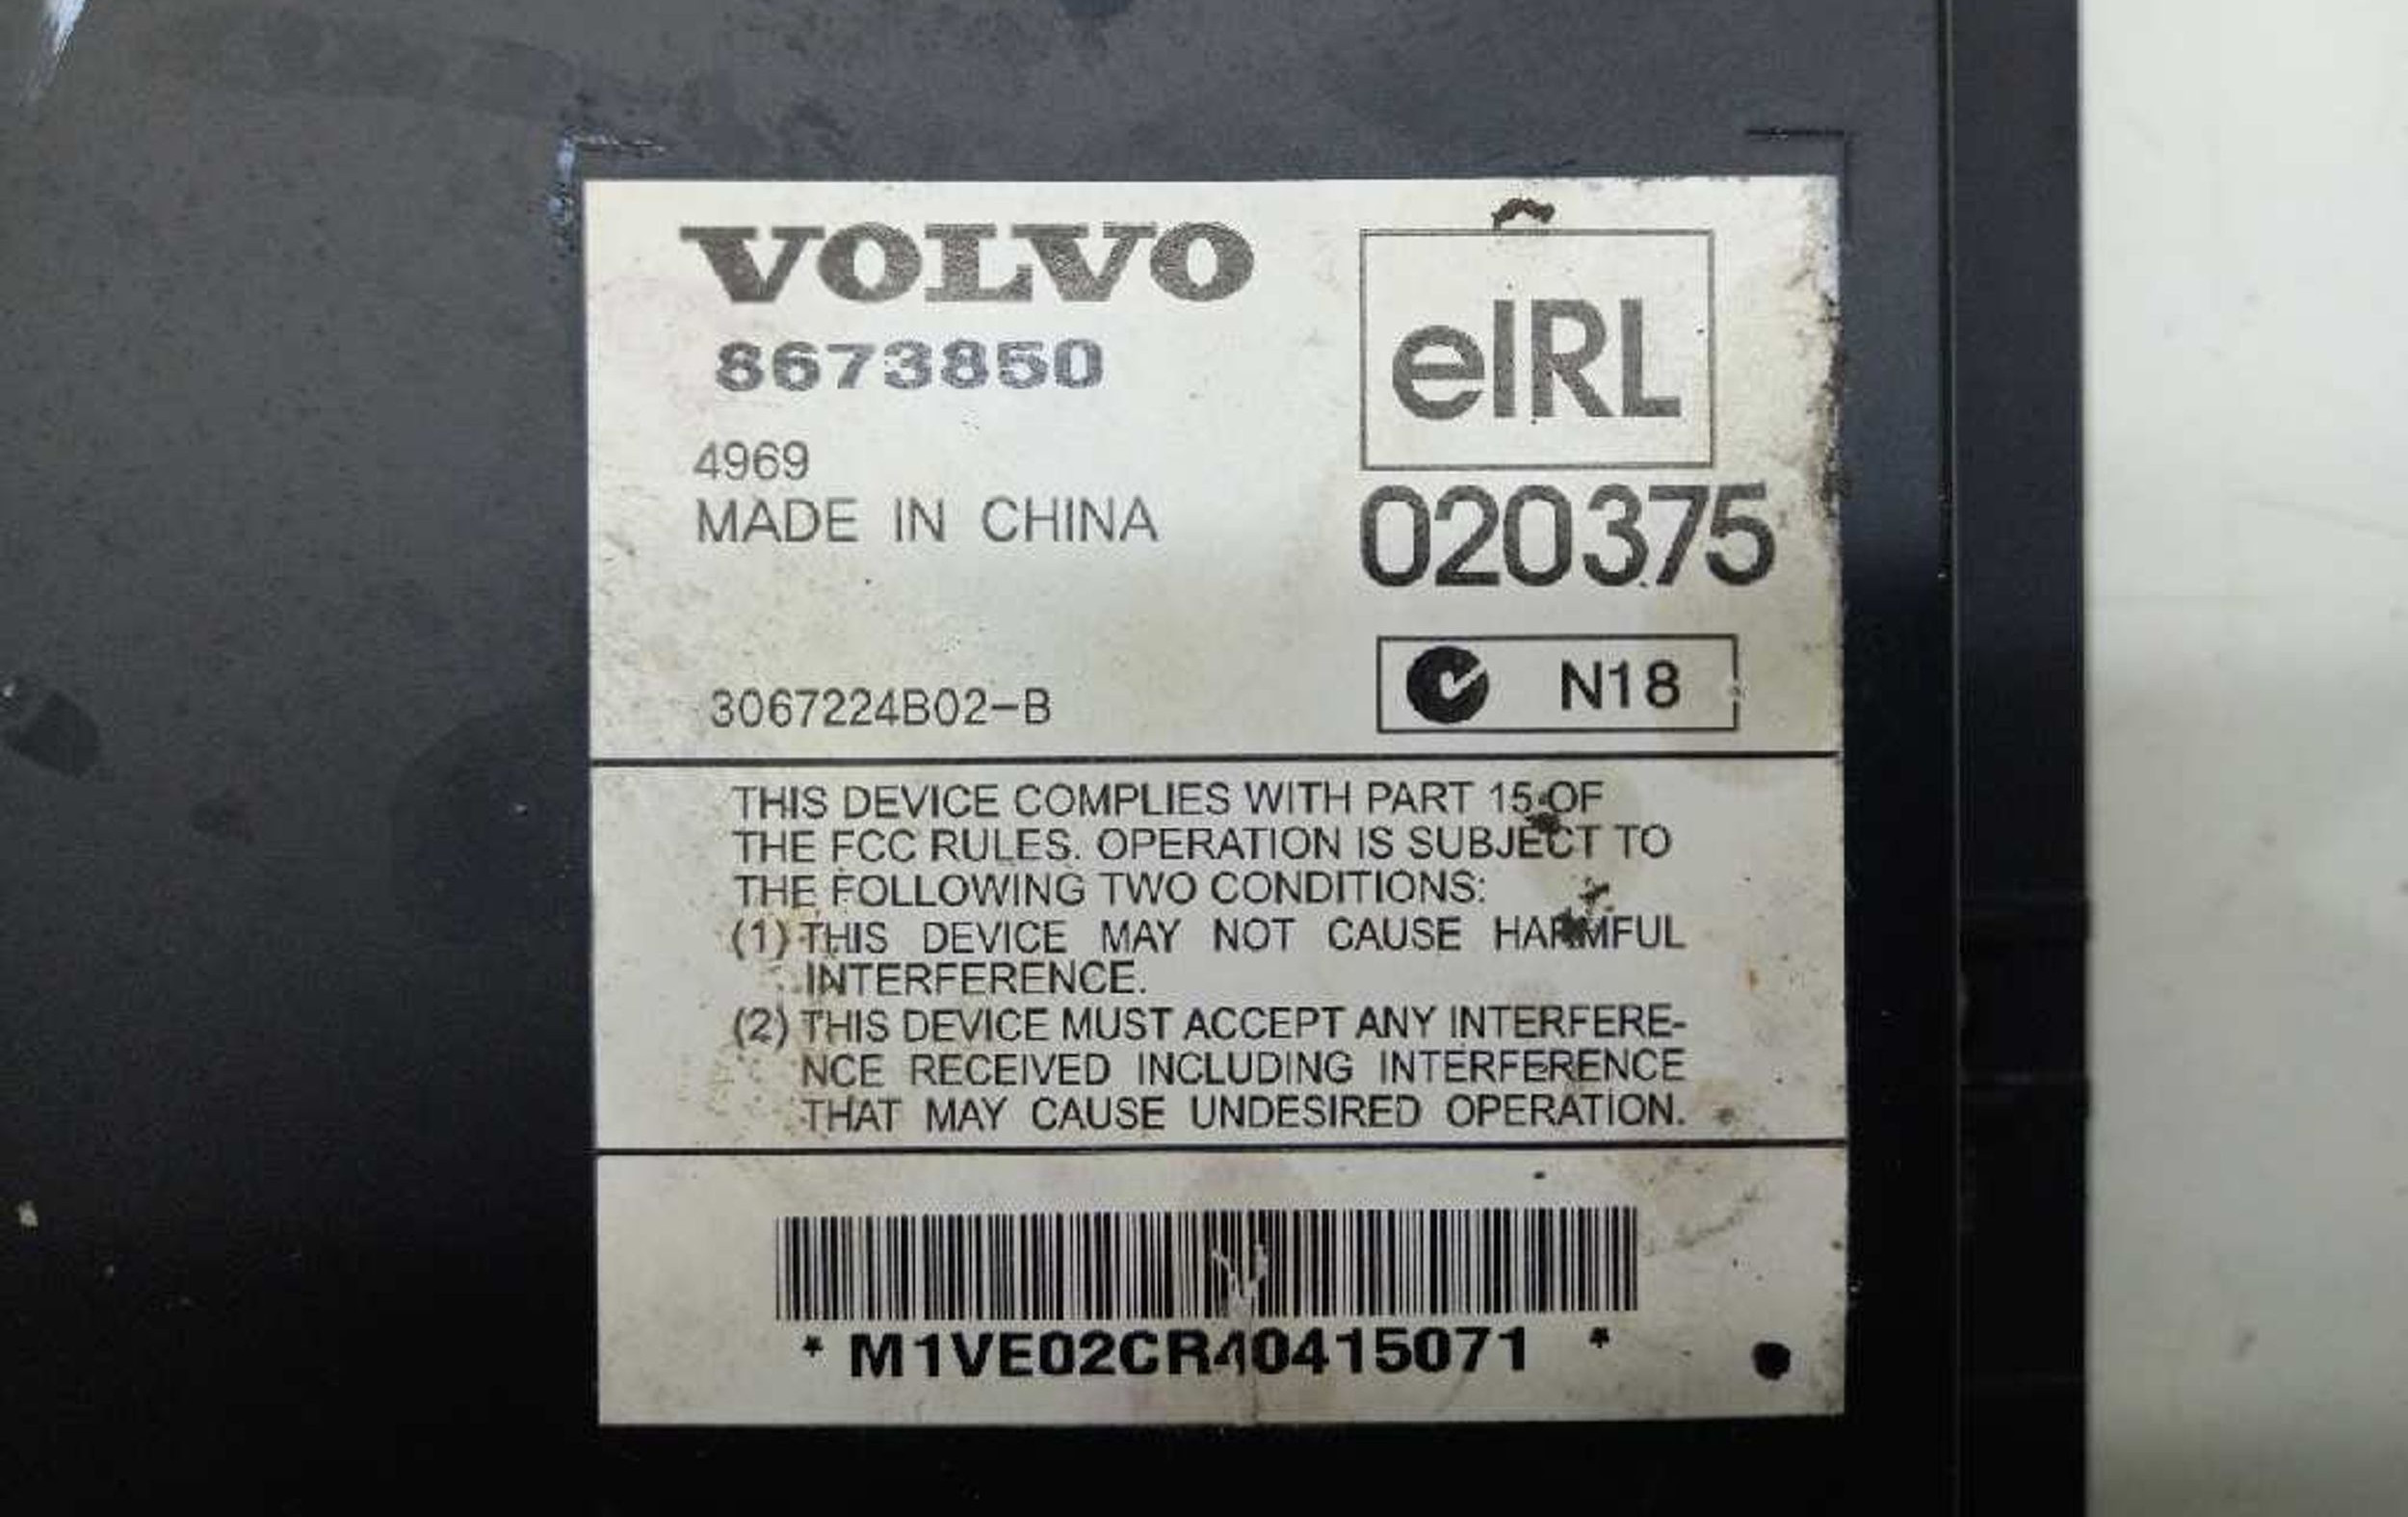 VOLVO
8673850
4969
MADE IN CHINA
3067224B02-B
eIRL
020375
N18
THIS DEVICE COMPLIES WITH PART 15 OF
THE FCC RULES. OPERATION IS SUBJECT TO
THE FOLLOWING TWO CONDITIONS:
(1) THIS DEVICE MAY NOT CAUSE HARMFUL
INTERFERENCE.
(2) THIS DEVICE MUST ACCEPT ANY INTERFERE-
NCE RECEIVED INCLUDING INTERFERENCE
THAT MAY CAUSE UNDESIRED OPERATION.
* M1VE02CR40415071 *